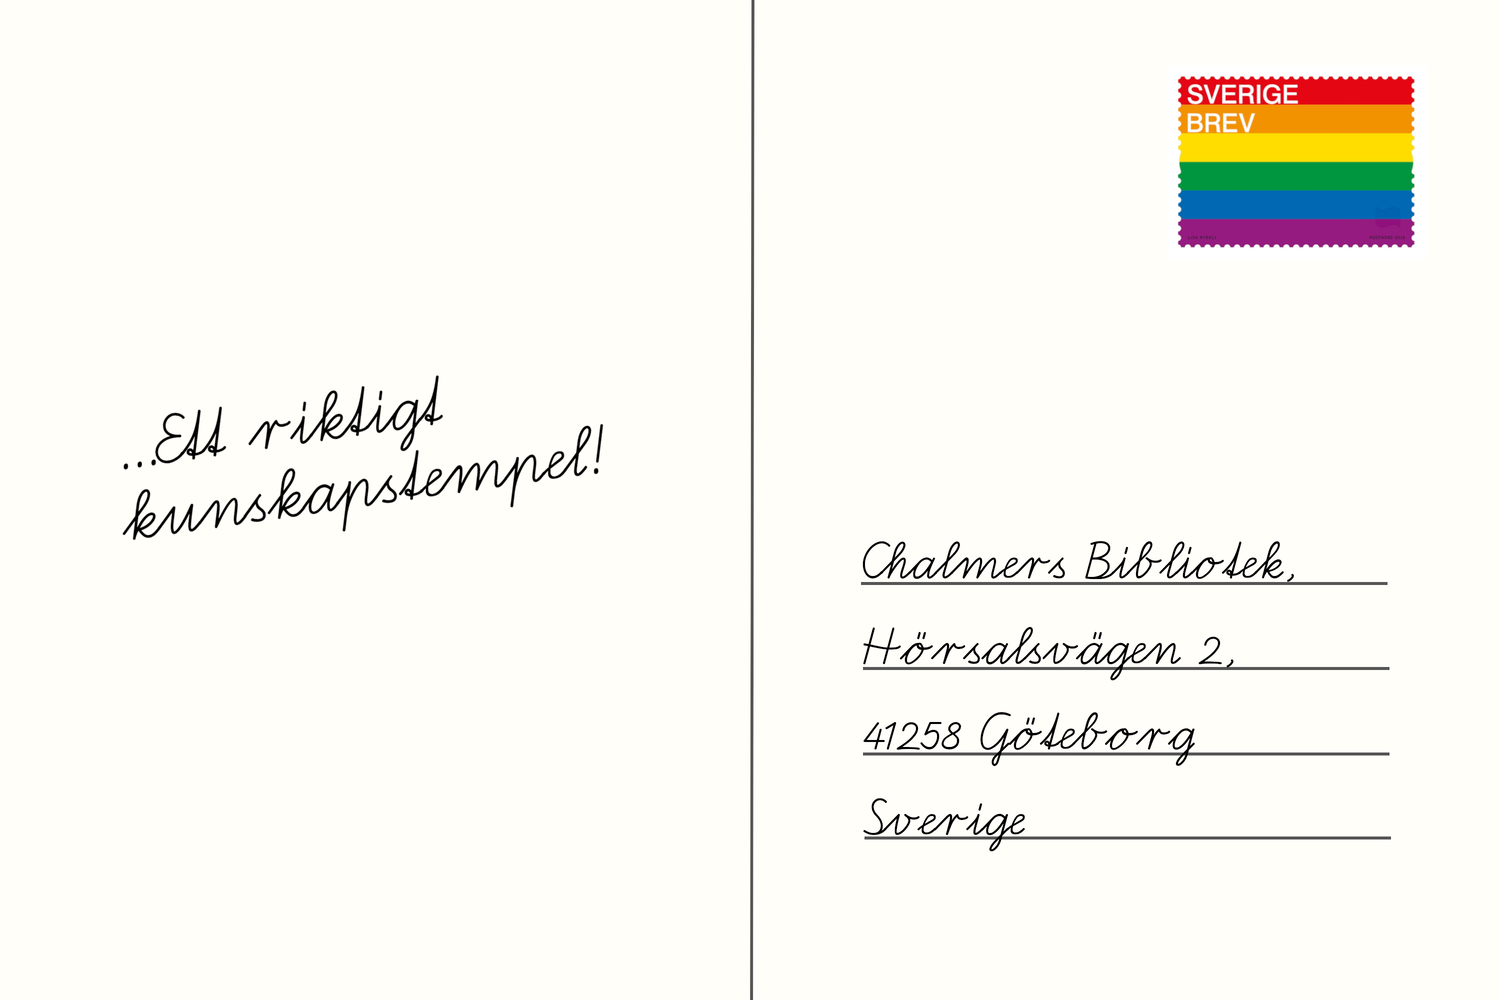 ...Ett riktigt
kunskapstempel!
SVERIGE
BREV
Chalmers Bibliotek,
Hörsalsvägen 2,
41258 Göteborg
Sverige